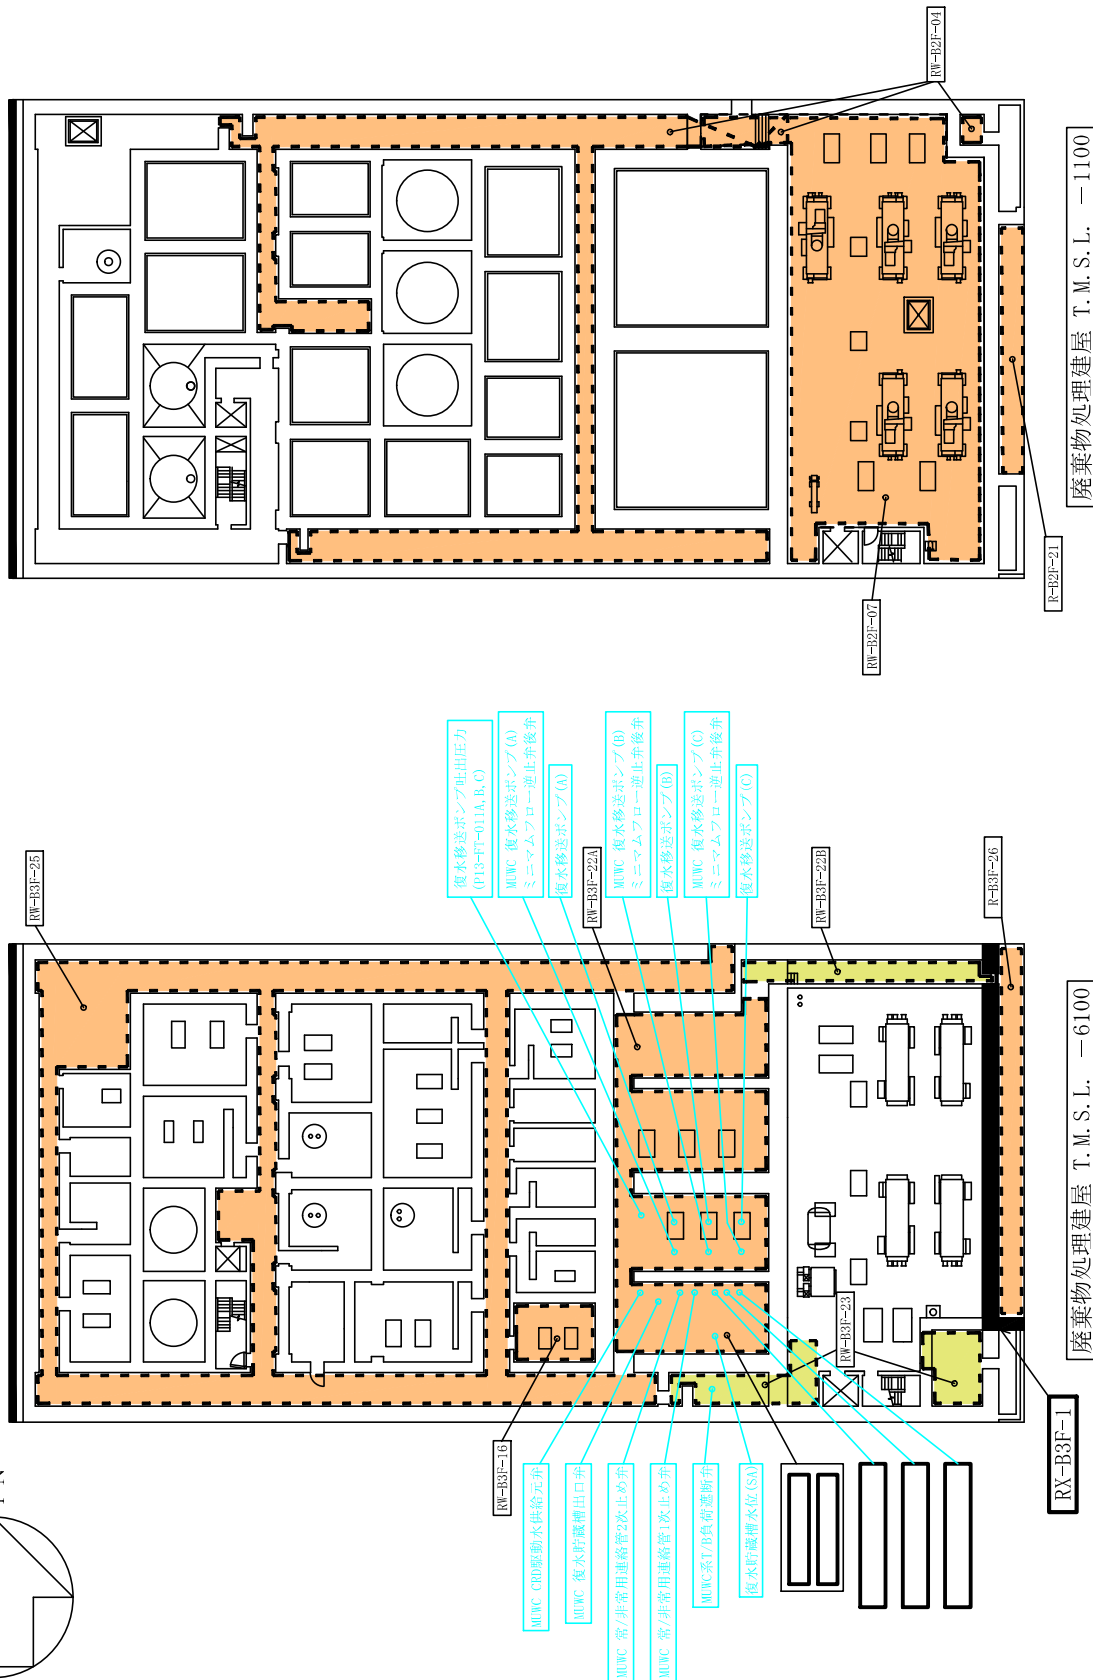 RW-B2F-04
廃棄物処理建屋 T.M.S.L. －1100
R-B2F-21
RW-B2F-07
RW-B3F-25
復水移送ポンプ吐出圧力
(P13-PT-011A,B,C)
MUWC 復水移送ポンプ(A)
ミニマムフロー逆止弁後弁
復水移送ポンプ(A)
RW-B3F-22A
MUWC 復水移送ポンプ(B)
ミニマムフロー逆止弁後弁
復水移送ポンプ(B)
MUWC 復水移送ポンプ(C)
ミニマムフロー逆止弁後弁
復水移送ポンプ(C)
RW-B3F-22B
R-B3F-26
廃棄物処理建屋 T.M.S.L. －6100
RW-B3F-23
RW-B3F-16
MUWC CRD駆動水供給元弁
MUWC 復水貯蔵槽出口弁
MUWC 常/非常用連絡管2次止め弁
MUWC 常/非常用連絡管1次止め弁
MUWC系T/B負荷遮断弁
復水貯蔵槽水位(SA)
RX-B3F-1